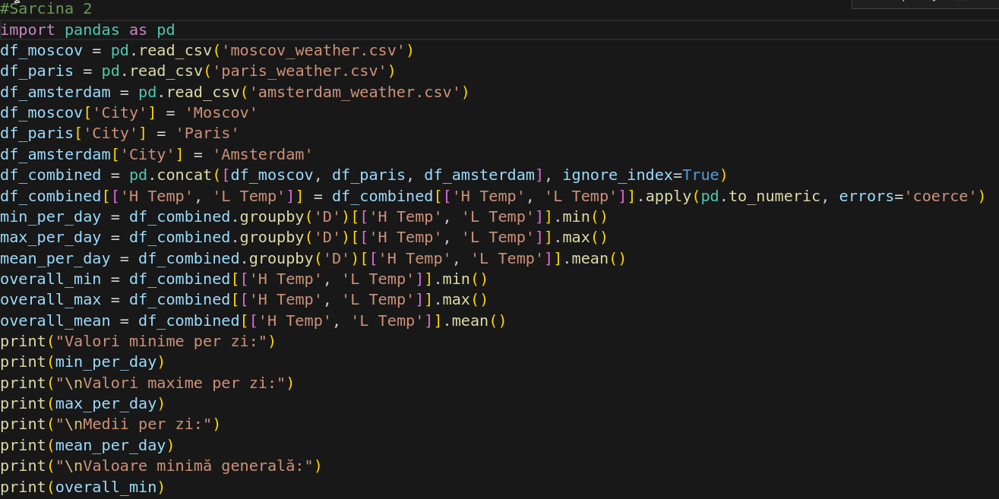 #Sarcina 2
import pandas as pd
df_moscov = pd.read_csv('moscov_weather.csv')
df_paris = pd.read_csv('paris_weather.csv')
df_amsterdam = pd.read_csv('amsterdam_weather.csv')
df_moscov['City'] = 'Moscov'
df_paris['City'] = 'Paris'
df_amsterdam['City'] = 'Amsterdam'
df_combined = pd.concat([df_moscov, df_paris, df_amsterdam], ignore_index=True)
df_combined[['H Temp', 'L Temp']] = df_combined[['H Temp', 'L Temp']].apply(pd.to_numeric, errors='coerce')
min_per_day = df_combined.groupby('D')[['H Temp', 'L Temp']].min()
max_per_day = df_combined.groupby('D')[['H Temp', 'L Temp']].max()
mean_per_day = df_combined.groupby('D')[['H Temp', 'L Temp']].mean()
overall_min = df_combined[['H Temp', 'L Temp']].min()
overall_max = df_combined[['H Temp', 'L Temp']].max()
overall_mean = df_combined[['H Temp', 'L Temp']].mean()
print("Valori minime per zi:")
print(min_per_day)
print("\nValori maxime per zi:")
print(max_per_day)
print("\nMedii per zi:")
print(mean_per_day)
print("\nValoare minimă generală:")
print(overall_min)